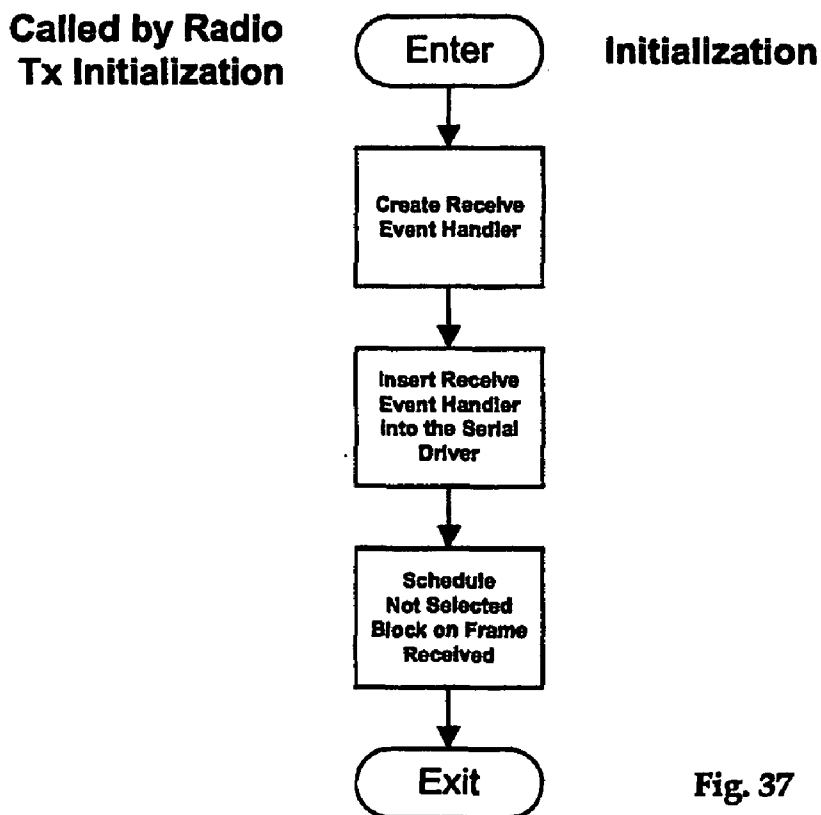 Called by Radio
Tx Initialization
Enter
Initialization
Create Receive
Event Handler
Insert Receive
Event Handler
into the Serial
Driver
Schedule
Not Selected
Block on Frame
Received
Exit
Fig. 37